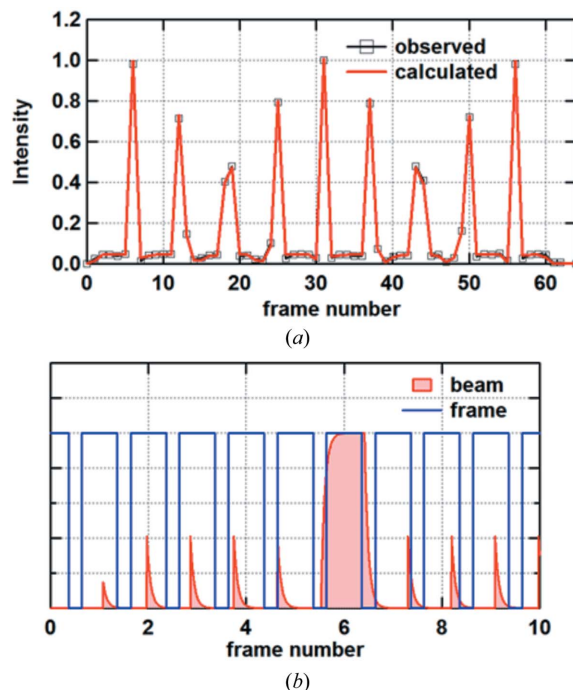 1.2
1.0
0.8
0.6
0.4
0.2
0.0
Intensity
observed
calculated
0 10 20 30 40 50 60
frame number
(a)
beam
frame
0 2 4 6 8 10
frame number
(b)